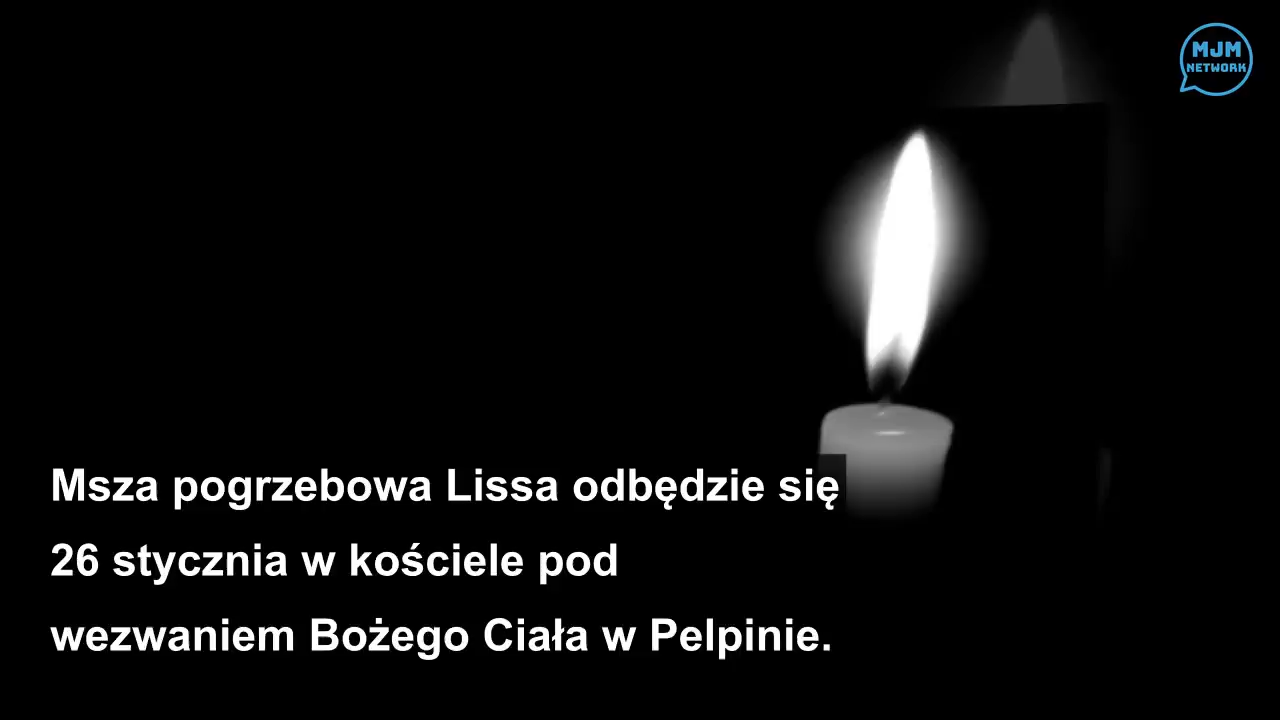 MJM
NETWORK
Msza pogrzebowa Lissa odbędzie się
26 stycznia w kościele pod
wezwaniem Bożego Ciała w Pelpinie.